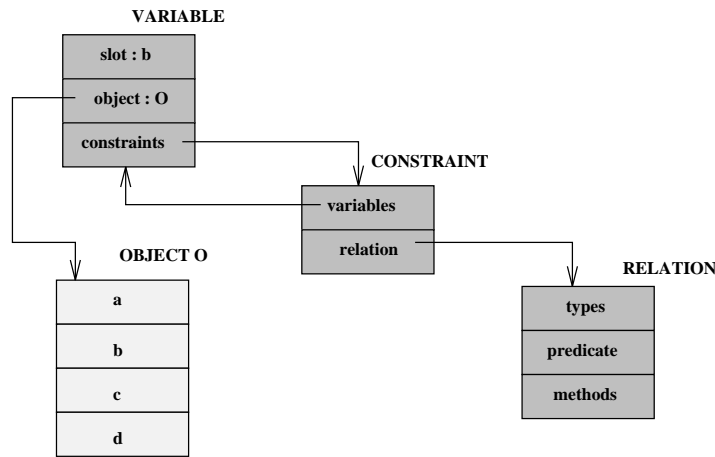 VARIABLE
slot : b
object : O
constraints
CONSTRAINT
variables
relation
OBJECT O
a
b
c
d
RELATION
types
predicate
methods